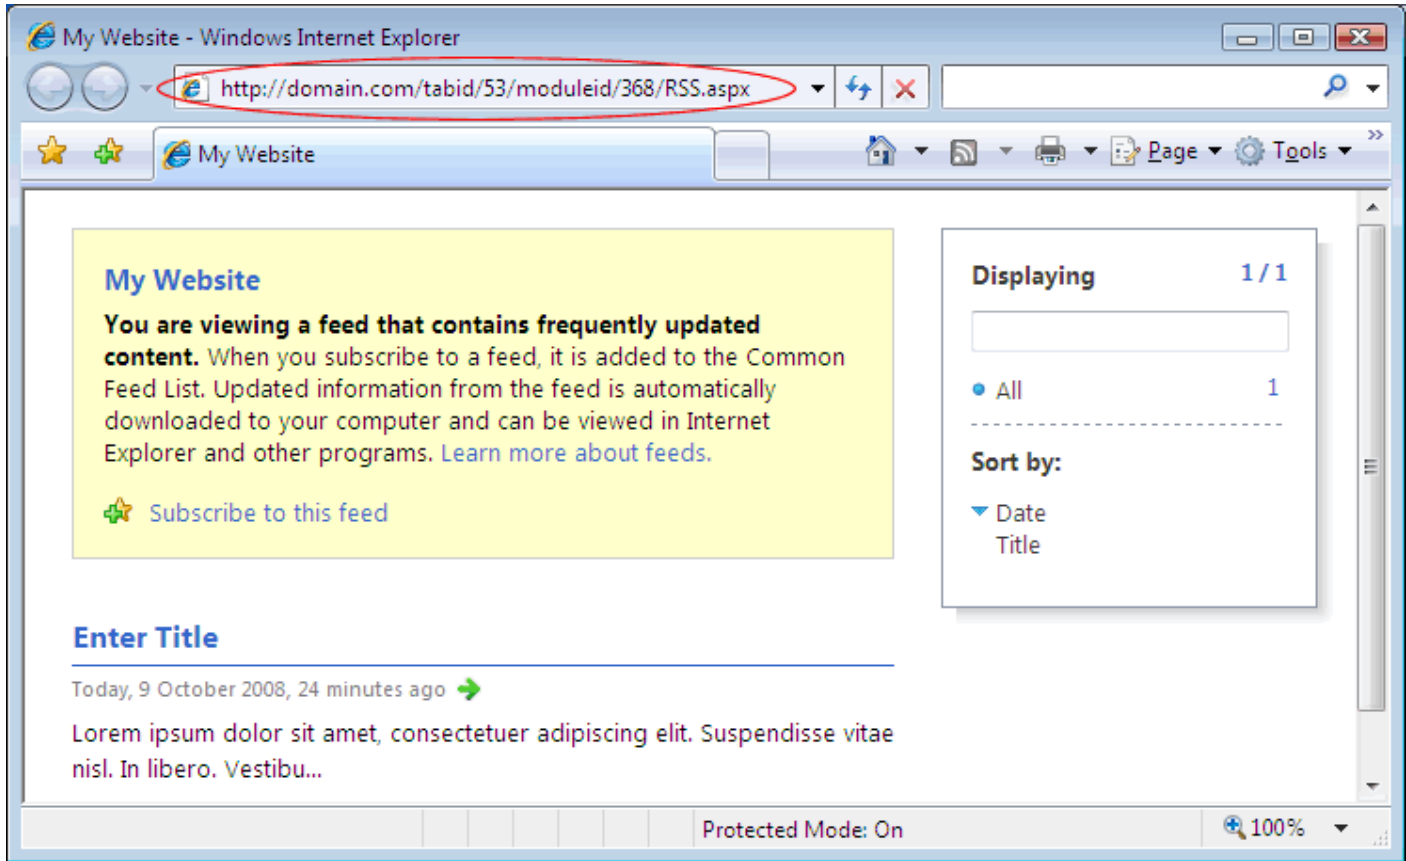 My Website - Windows Internet Explorer
http://domain.com/tabid/53/moduleid/368/RSS.aspx
My Website
Page
Tools
My Website
You are viewing a feed that contains frequently updated
content. When you subscribe to a feed, it is added to the Common
Feed List. Updated information from the feed is automatically
downloaded to your computer and can be viewed in Internet
Explorer and other programs. Learn more about feeds.
Subscribe to this feed
Displaying 1 / 1
All 1
Sort by:
Date
Title
Enter Title
Today, 9 October 2008, 24 minutes ago
Lorem ipsum dolor sit amet, consectetuer adipiscing elit. Suspendisse vitae
nisl. In libero. Vestibu...
Protected Mode: On
100%